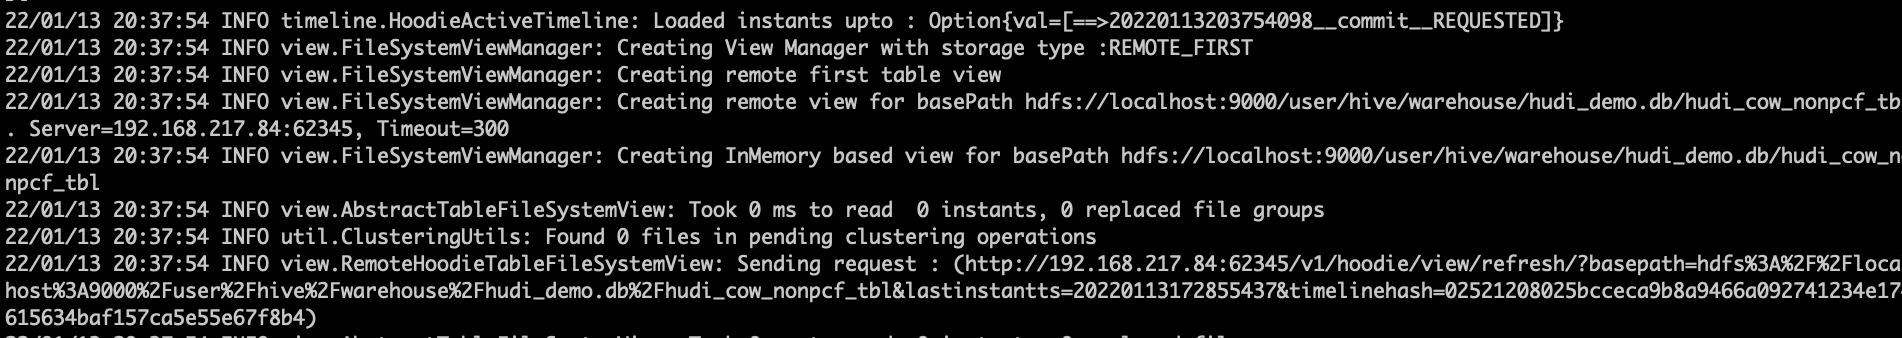 22/01/13 20:37:54 INFO timeline.HoodieActiveTimeline: Loaded instants upto : Option{val=[==>20220113203754098__commit__REQUESTED]}
22/01/13 20:37:54 INFO view.FileSystemViewManager: Creating View Manager with storage type :REMOTE_FIRST
22/01/13 20:37:54 INFO view.FileSystemViewManager: Creating remote first table view
22/01/13 20:37:54 INFO view.FileSystemViewManager: Creating remote view for basePath hdfs://localhost:9000/user/hive/warehouse/hudi_demo.db/hudi_cow_nonpcf_tb
. Server=192.168.217.84:62345, Timeout=300
22/01/13 20:37:54 INFO view.FileSystemViewManager: Creating InMemory based view for basePath hdfs://localhost:9000/user/hive/warehouse/hudi_demo.db/hudi_cow_n
npcf_tbl
22/01/13 20:37:54 INFO view.AbstractTableFileSystemView: Took 0 ms to read  0 instants, 0 replaced file groups
22/01/13 20:37:54 INFO util.ClusteringUtils: Found 0 files in pending clustering operations
22/01/13 20:37:54 INFO view.RemoteHoodieTableFileSystemView: Sending request : (http://192.168.217.84:62345/v1/hoodie/view/refresh/?basepath=hdfs%3A%2F%2Floca
host%3A9000%2Fuser%2Fhive%2Fwarehouse%2Fhudi_demo.db%2Fhudi_cow_nonpcf_tbl&lastinstantts=20220113172855437&timelinehash=02521208025bcceca9b8a9466a092741234e17
615634baf157ca5e55e67f8b4)